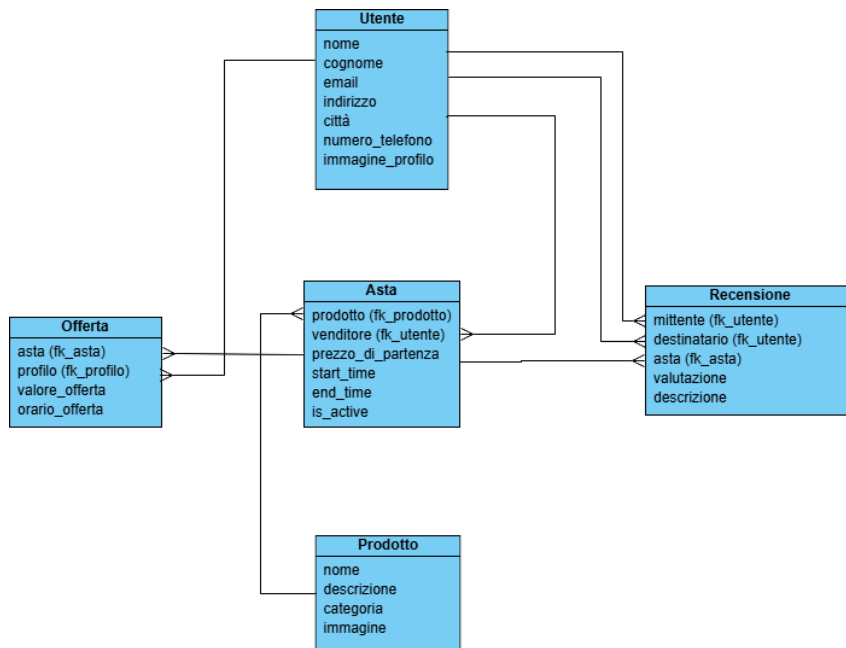 Utente
nome
cognome
email
indirizzo
città
numero_telefono
immagine_profilo
Offerta
asta (fk_asta)
profilo (fk_profilo)
valore_offerta
orario_offerta
Asta
prodotto (fk_prodotto)
venditore (fk_utente)
prezzo_di_partenza
start_time
end_time
is_active
Recensione
mittente (fk_utente)
destinatario (fk_utente)
asta (fk_asta)
valutazione
descrizione
Prodotto
nome
descrizione
categoria
immagine